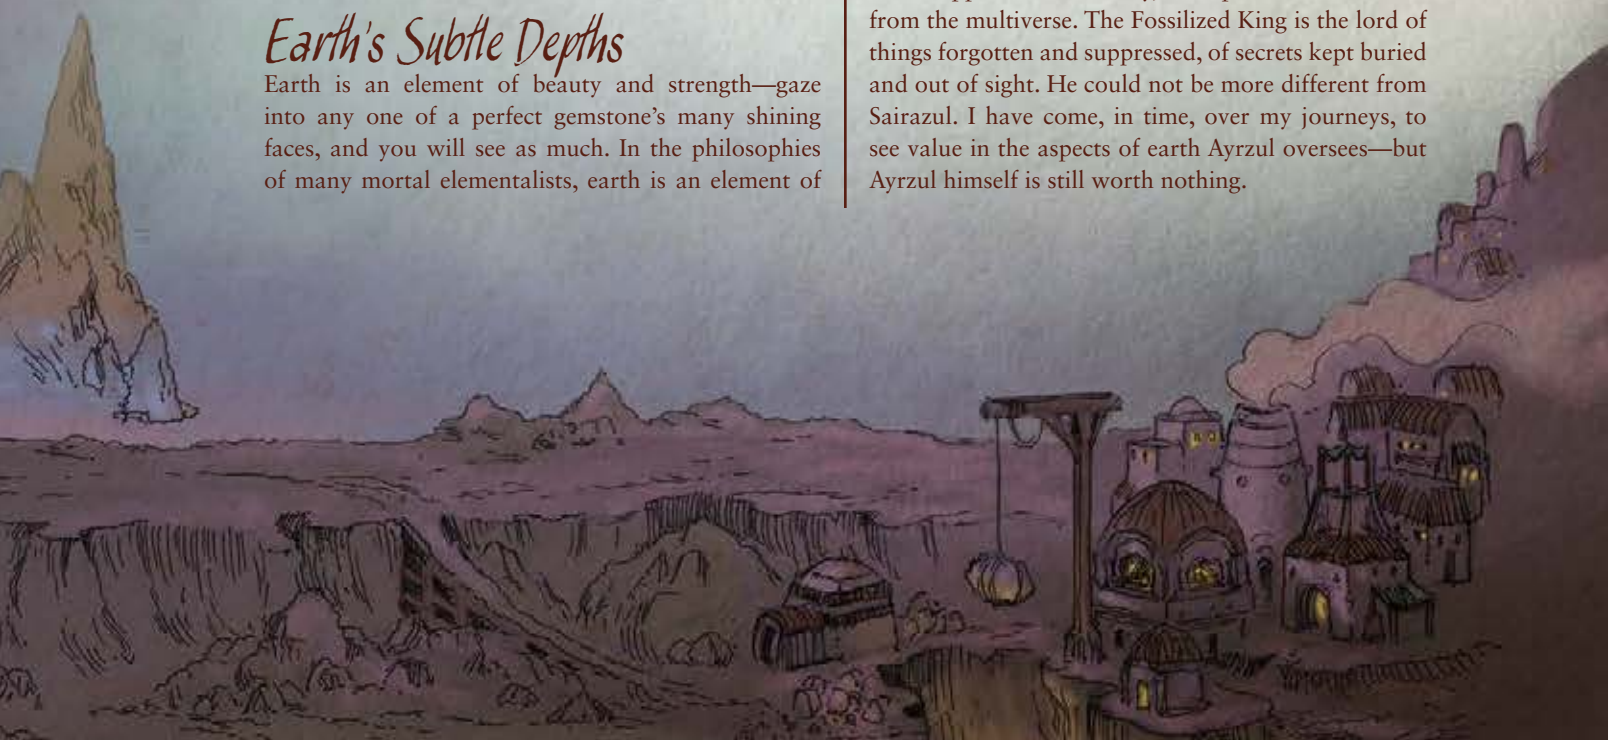 Earth's Subtle Depths
Earth is an element of beauty and strength—gaze
into any one of a perfect gemstone's many shining
faces, and you will see as much. In the philosophies
of many mortal elementalists, earth is an element of
from the multiverse. The Fossilized King is the lord of
things forgotten and suppressed, of secrets kept buried
and out of sight. He could not be more different from
Sairazul. I have come, in time, over my journeys, to
see value in the aspects of earth Ayrzul oversees—but
Ayrzul himself is still worth nothing.